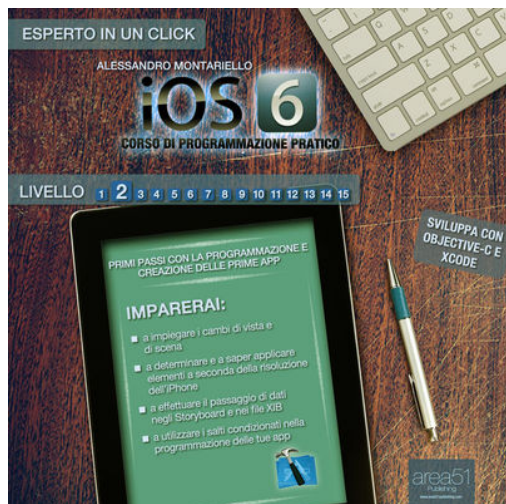 ESPERTO IN UN CLICK
ALESSANDRO MONTARIELLO
iOS 6
CORSO DI PROGRAMMAZIONE PRATICO
LIVELLO 1 2 3 4 5 6 7 8 9 10 11 12 13 14 15
SVILUPPA CON
OBJECTIVE-C E
XCODE
PRIMI PASSI CON LA PROGRAMMAZIONE E
CREAZIONE DELLE PRIME APP
IMPARERAI:
a impiegare i cambi di vista e
di scena
a determinare e a saper applicare
elementi a seconda della risoluzione
dell'iPhone
a effettuare il passaggio di dati
negli Storyboard e nei file XIB
a utilizzare i salti condizionati nella
programmazione delle tue app
area51
Publishing